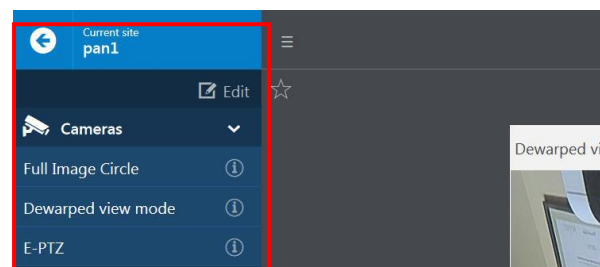 Current site
pan1
Edit
Cameras
Full Image Circle
Dewarped view mode
E-PTZ
Dewarped vi